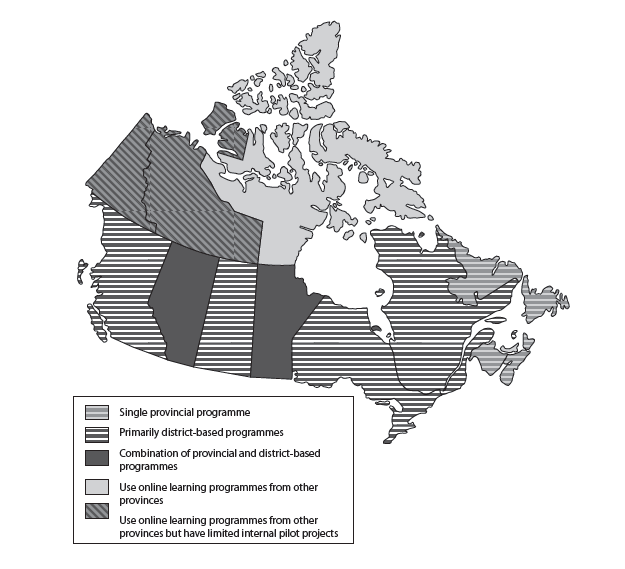 Single provincial programme
Primarily district-based programmes
Combination of provincial and district-based
programmes
Use online learning programmes from other
provinces
Use online learning programmes from other
provinces but have limited internal pilot projects